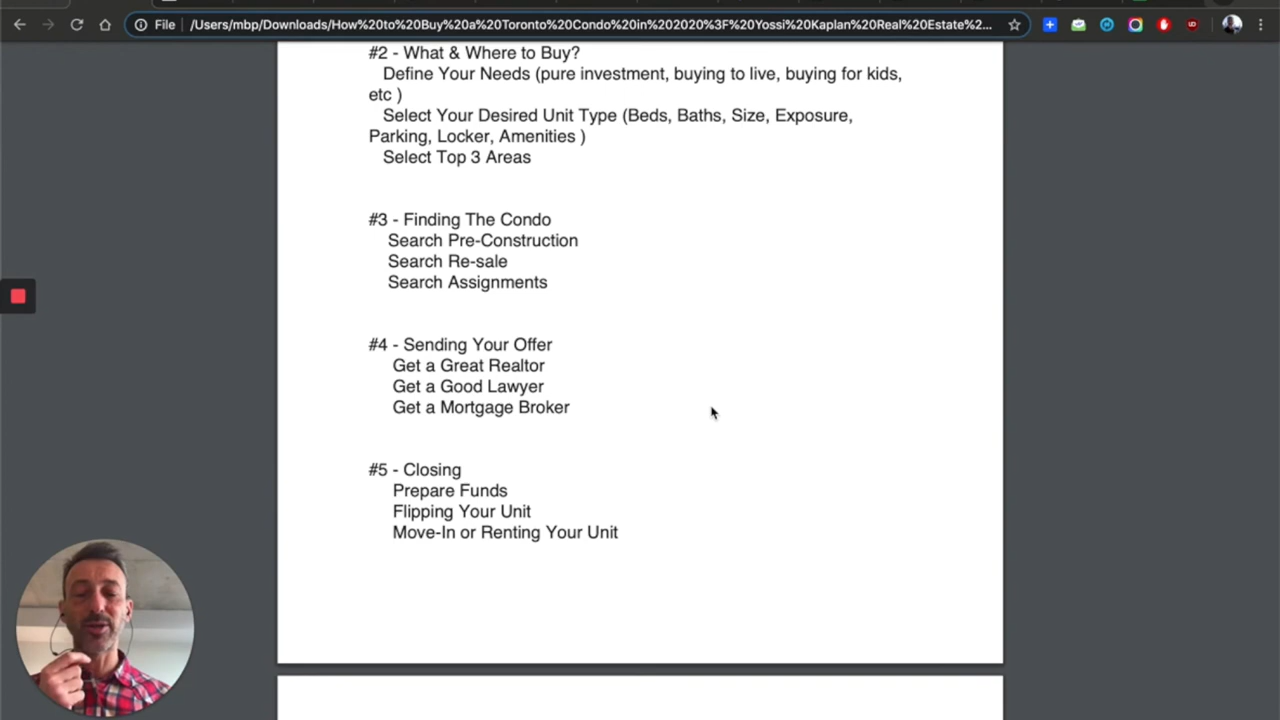 File
/Users/mbp/Downloads/How%20to%20Buy%20a%20Toronto%20Condo%20in%202020%3F%20Yossi%20Kaplan%20Real%20Estate%2...
#2 - What & Where to Buy?
Define Your Needs (pure investment, buying to live, buying for kids,
etc )
Select Your Desired Unit Type (Beds, Baths, Size, Exposure,
Parking, Locker, Amenities )
Select Top 3 Areas
#3 - Finding The Condo
Search Pre-Construction
Search Re-sale
Search Assignments
#4 - Sending Your Offer
Get a Great Realtor
Get a Good Lawyer
Get a Mortgage Broker
#5 - Closing
Prepare Funds
Flipping Your Unit
Move-In or Renting Your Unit